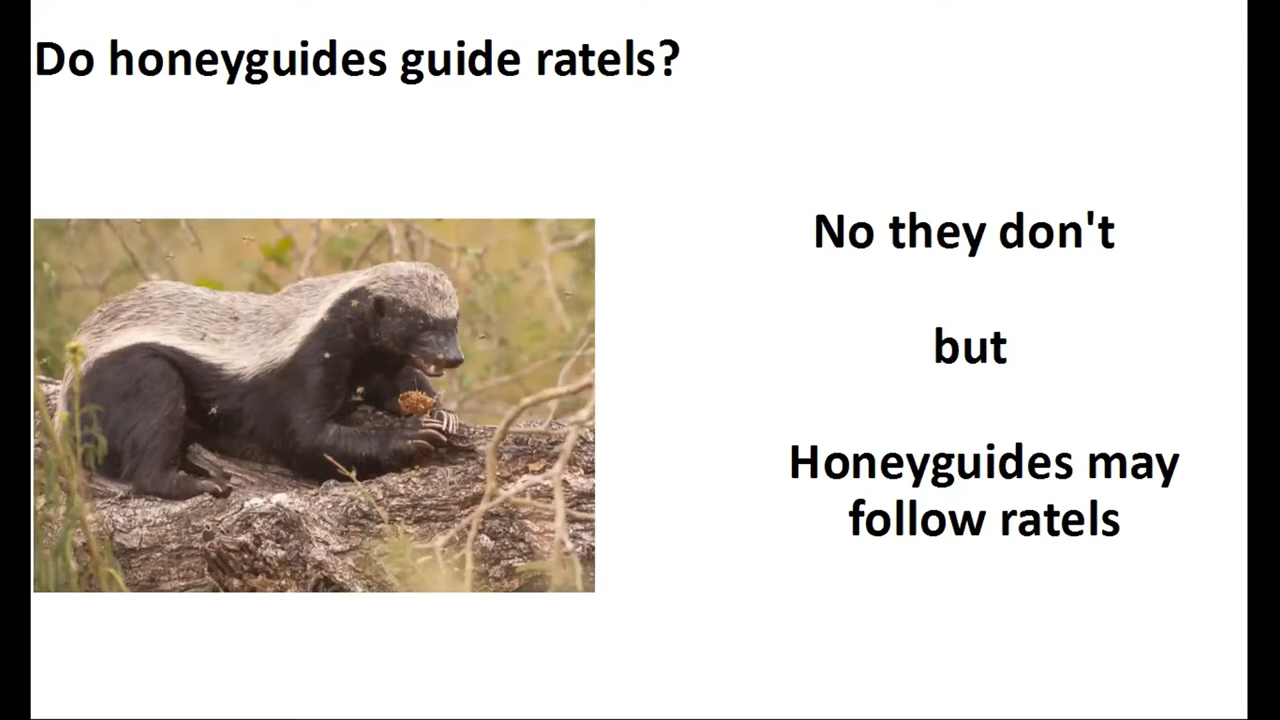 Do honeyguides guide ratels?
No they don't
but
Honeyguides may
follow ratels